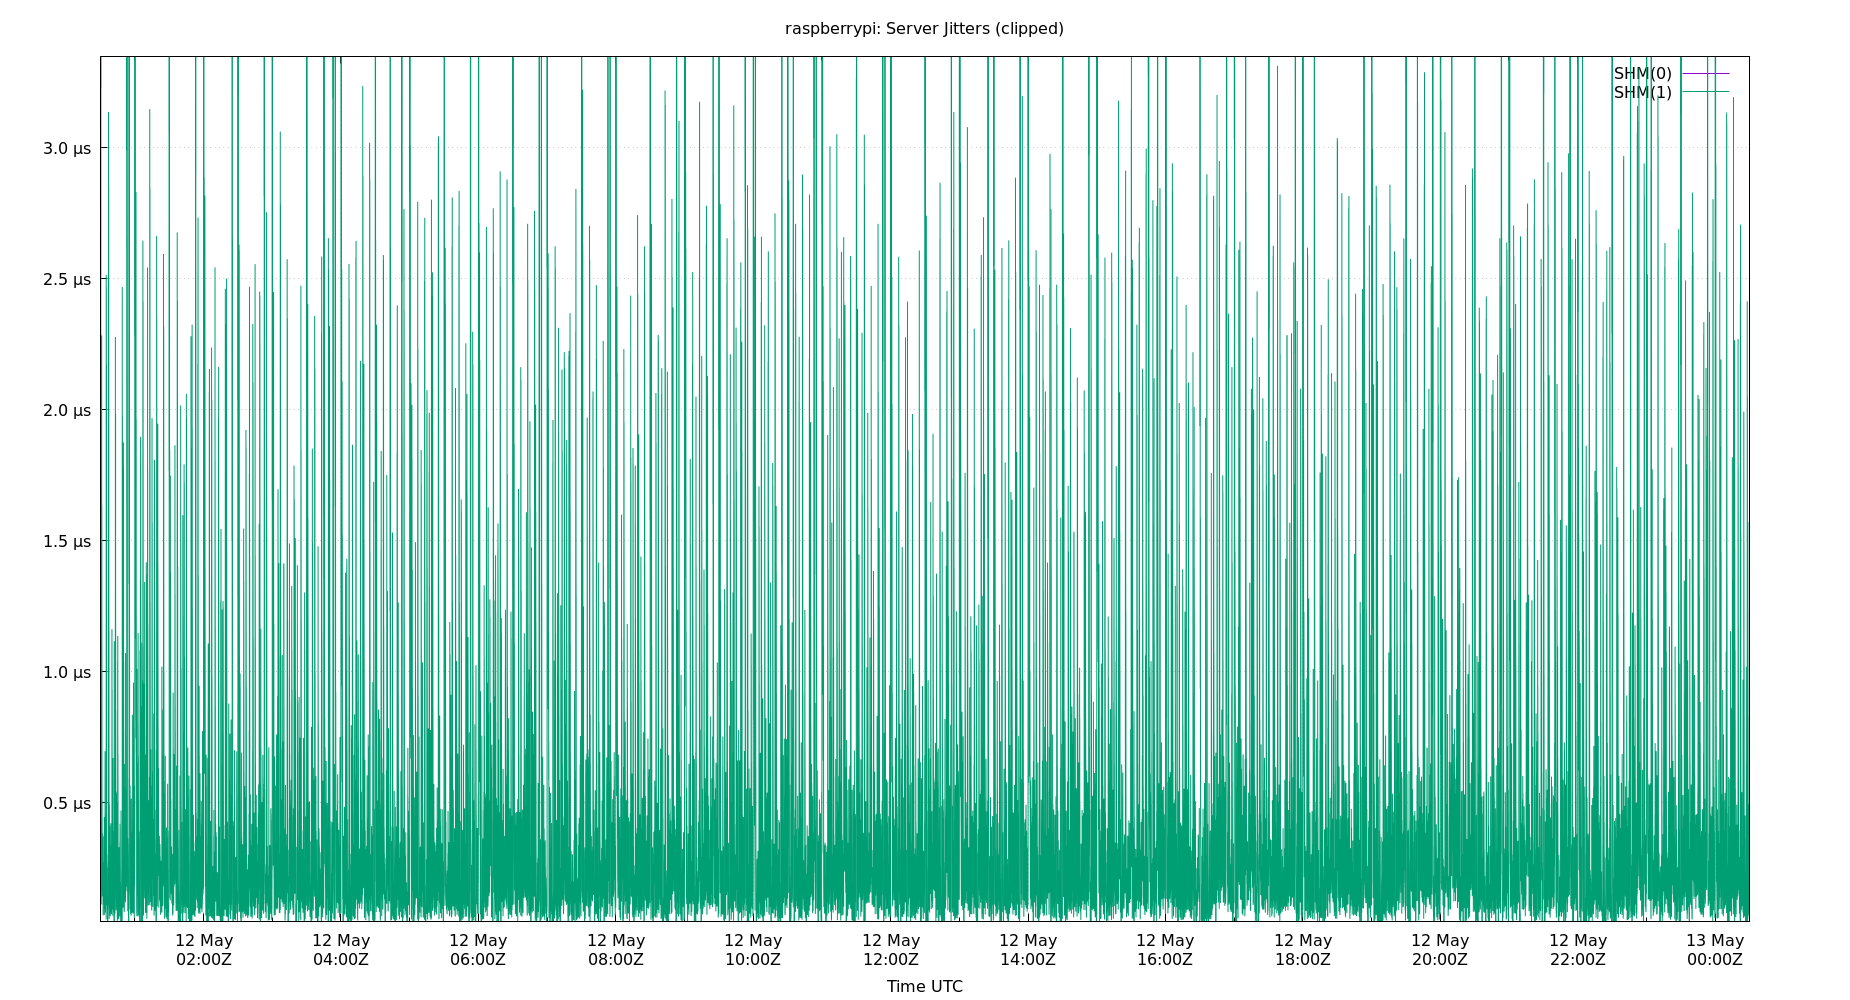 raspberrypi: Server Jitters (clipped)
SHM(0)
SHM(1)
3.0 µs
2.5 µs
2.0 µs
1.5 µs
1.0 µs
0.5 µs
12 May 12 May 12 May 12 May 12 May 12 May 12 May 12 May 12 May 12 May 12 May 13 May
02:00Z 04:00Z 06:00Z 08:00Z 10:00Z 12:00Z 14:00Z 16:00Z 18:00Z 20:00Z 22:00Z 00:00Z
Time UTC